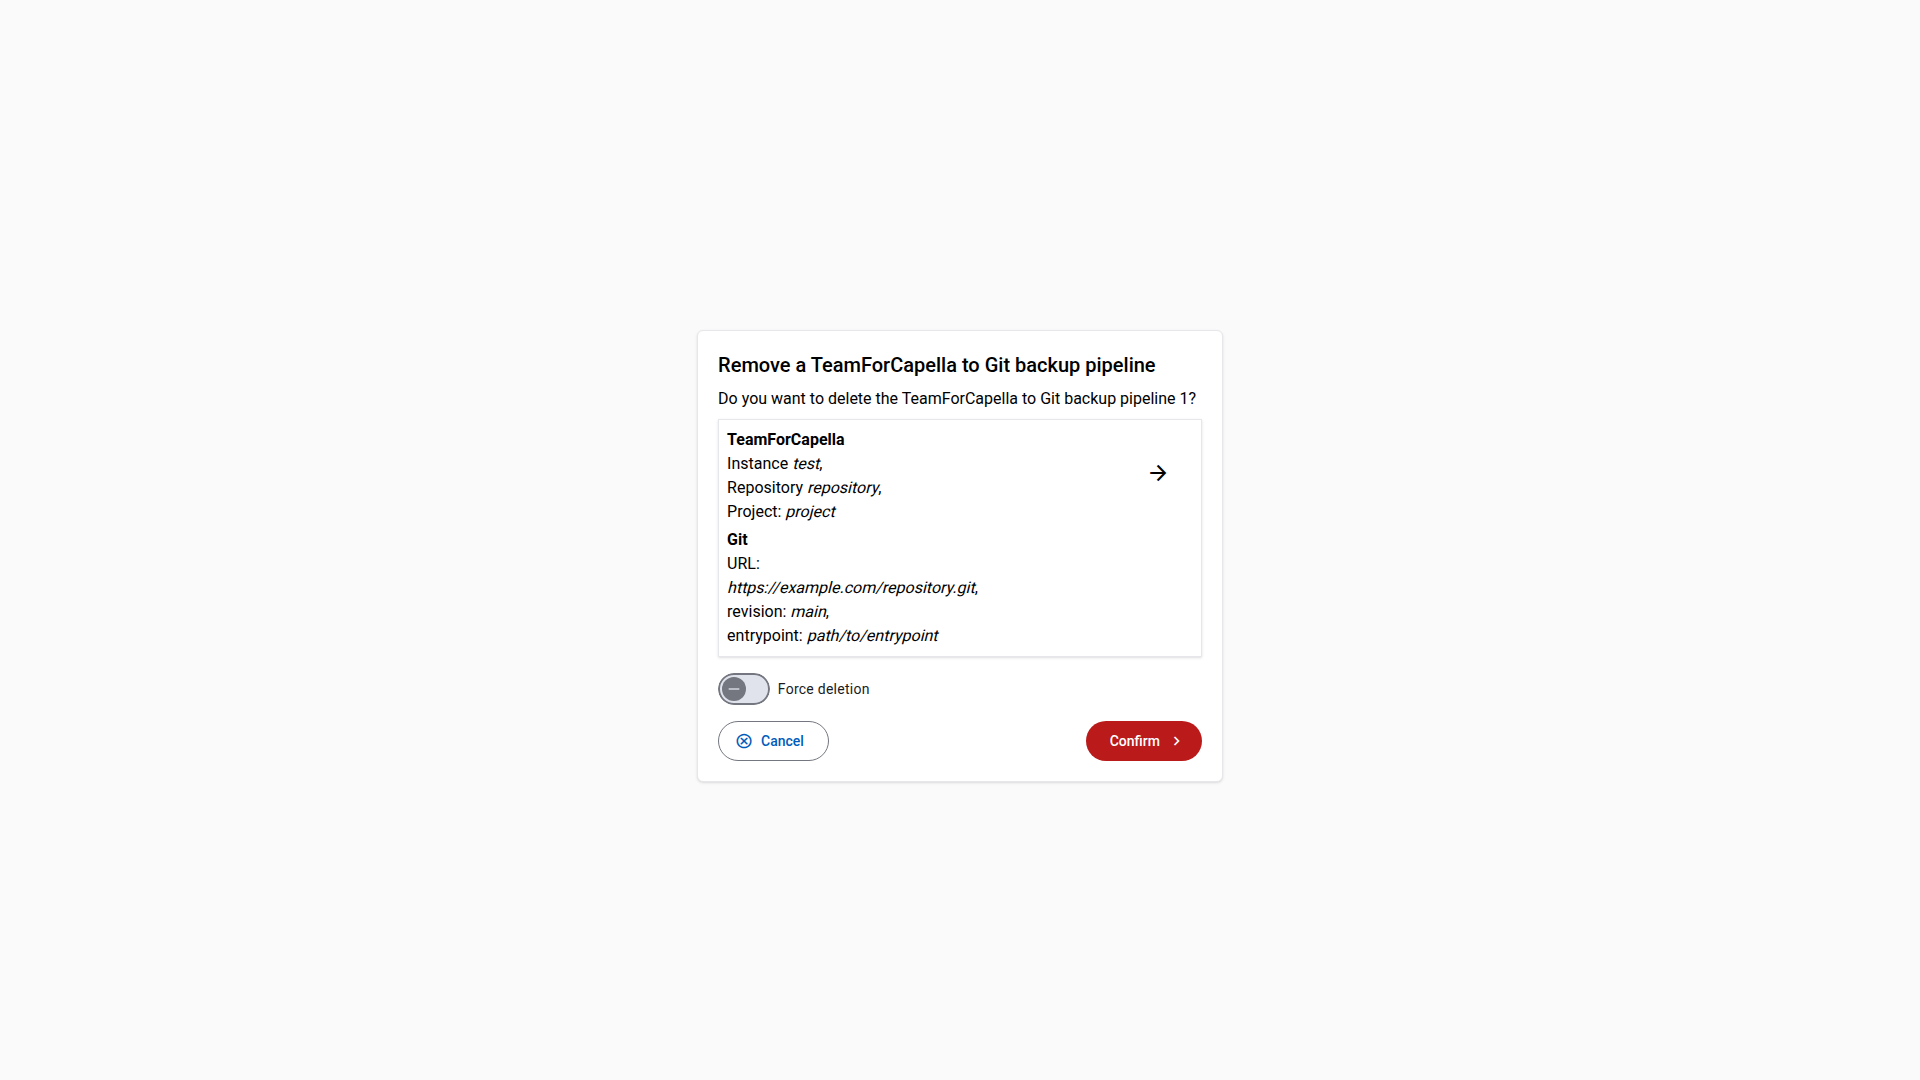 Remove a TeamForCapella to Git backup pipeline
Do you want to delete the TeamForCapella to Git backup pipeline 1?
TeamForCapella
Instance test,
Repository repository,
Project: project
Git
URL:
https://example.com/repository.git,
revision: main,
entrypoint: path/to/entrypoint
Force deletion
Cancel
Confirm